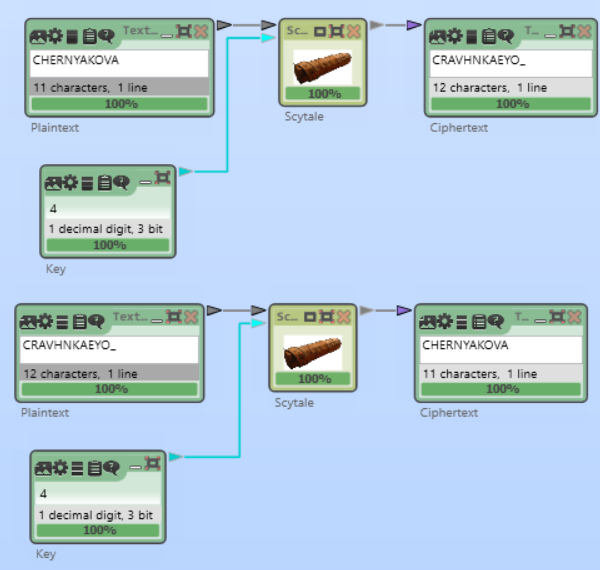 Text...
Sc...
T...
CHERNYAKOVA
CRAVHNKAEYO_
11 characters, 1 line
12 characters, 1 line
100%
100%
100%
Plaintext
Scytale
Ciphertext
4
1 decimal digit, 3 bit
100%
Key
Text...
Sc...
T...
CRAVHNKAEYO_
CHERNYAKOVA
12 characters, 1 line
11 characters, 1 line
100%
100%
100%
Plaintext
Scytale
Ciphertext
4
1 decimal digit, 3 bit
100%
Key